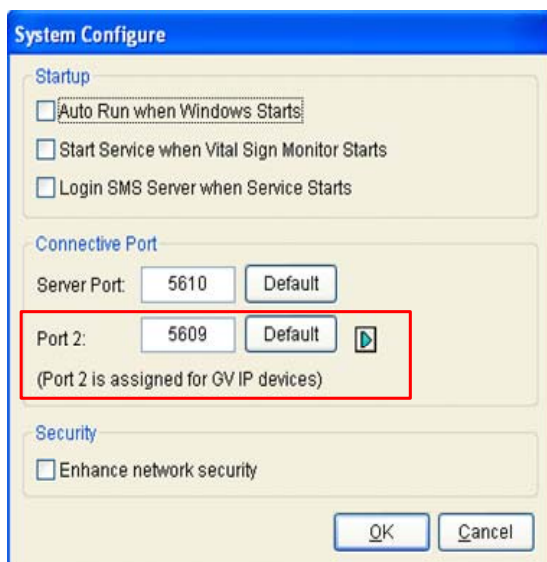 System Configure
Startup
Auto Run when Windows Starts
Start Service when Vital Sign Monitor Starts
Login SMS Server when Service Starts
Connective Port
Server Port: 5610 Default
Port 2: 5609 Default
(Port 2 is assigned for GV IP devices)
Security
Enhance network security
OK Cancel